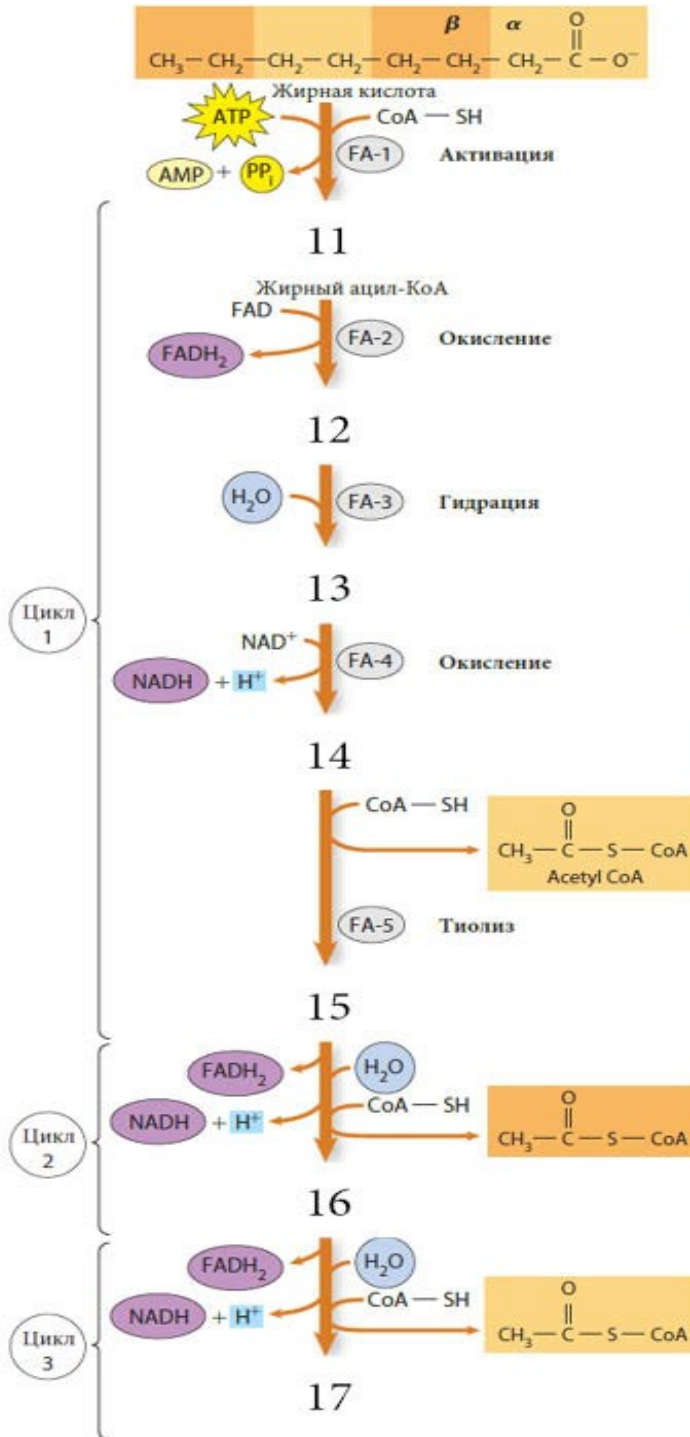 β α
O
CH₃ — CH₂ — CH₂ — CH₂ — CH₂ — CH₂ — CH₂ — C — O⁻
Жирная кислота
ATP CoA — SH
FA-1 Активация
AMP + PPᵢ
11
Жирный ацил-КоА
FAD
FA-2 Окисление
FADH₂
12
H₂O FA-3 Гидрация
13
Цикл
1
NAD⁺
FA-4 Окисление
NADH + H⁺
14
CoA — SH
O
CH₃ — C — S — CoA
Acetyl CoA
FA-5 Тиолиз
15
FADH₂ H₂O
NADH + H⁺ CoA — SH
O
CH₃ — C — S — CoA
Цикл
2
16
FADH₂ H₂O
NADH + H⁺ CoA — SH
O
CH₃ — C — S — CoA
Цикл
3
17